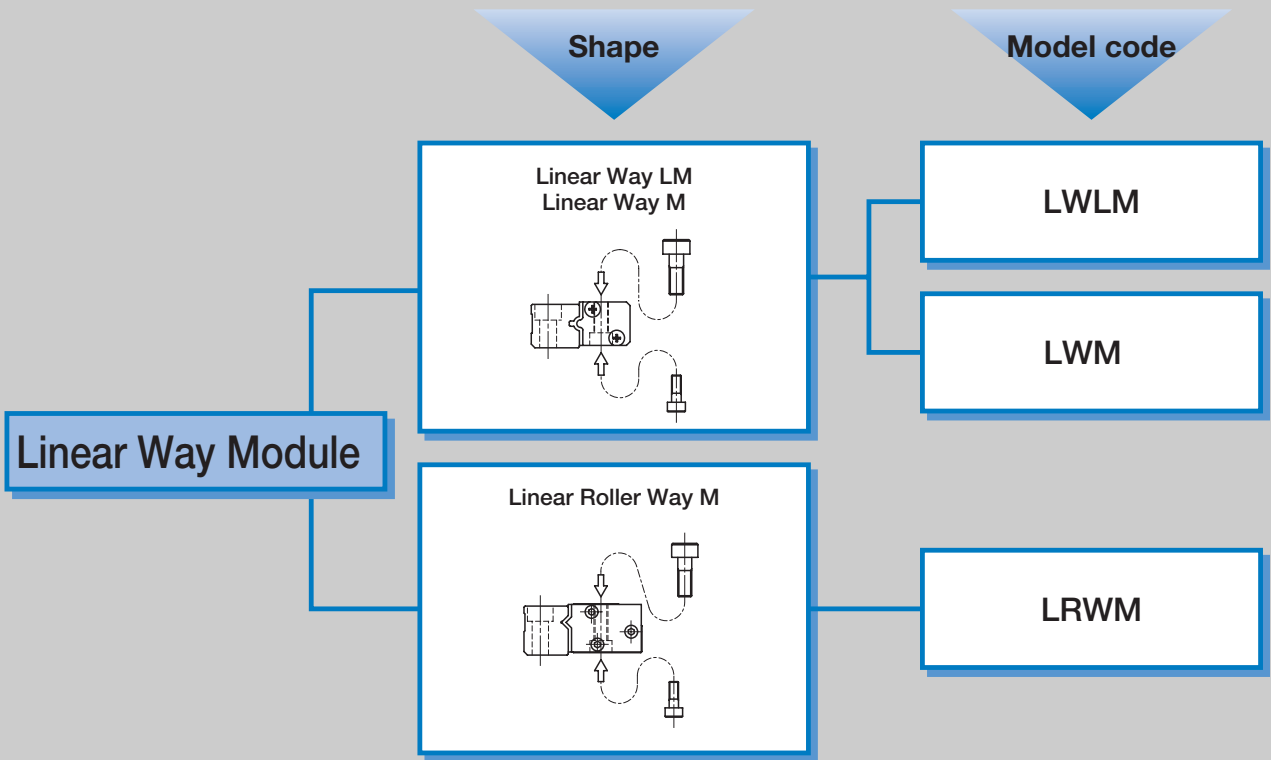 Shape
Model code
Linear Way LM
Linear Way M
LWLM
LWM
Linear Way Module
Linear Roller Way M
LRWM